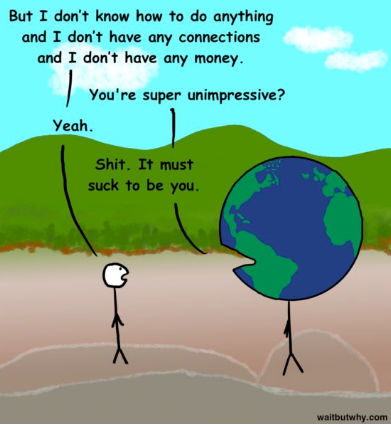 But I don't know how to do anything
and I don't have any connections
and I don't have any money.
You're super unimpressive?
Yeah.
Shit. It must
suck to be you.
waitbutwhy.com